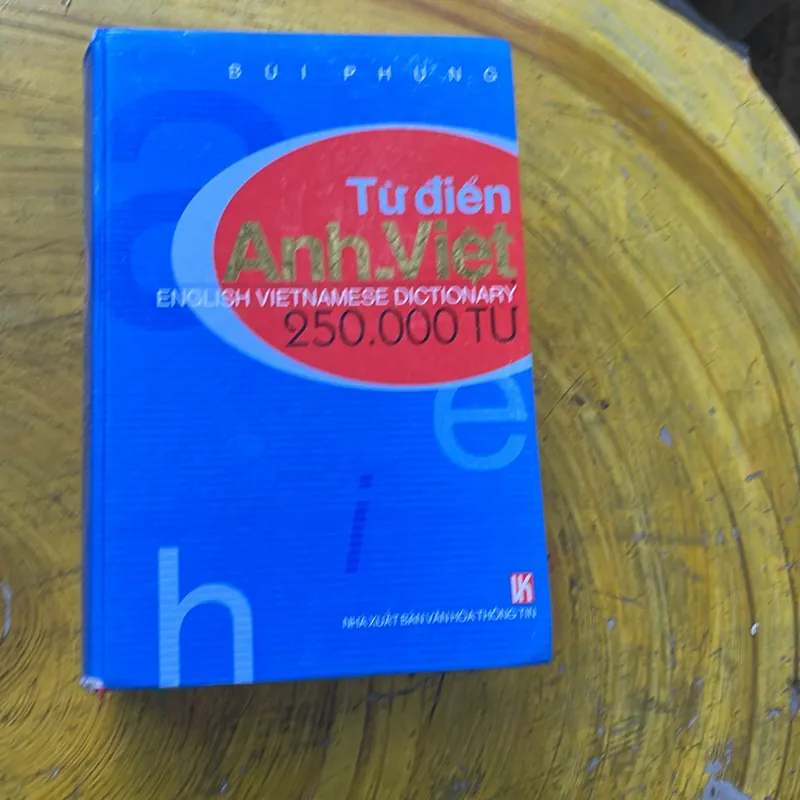 BÙI PHỤNG
Từ điển
Anh.Việt
ENGLISH VIETNAMESE DICTIONARY
250.000 TỪ
a
e
i
h
NHÀ XUẤT BẢN VĂN HÓA THÔNG TIN